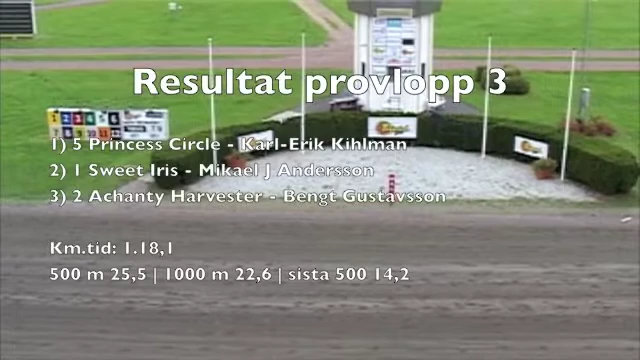 Resultat provlopp 3
1) 5 Princess Circle - Karl-Erik Kihlman
2) 1 Sweet Iris - Mikael J Andersson
3) 2 Achanty Harvester - Bengt Gustavsson
Km.tid: 1.18,1
500 m 25,5 | 1000 m 22,6 | sista 500 14,2